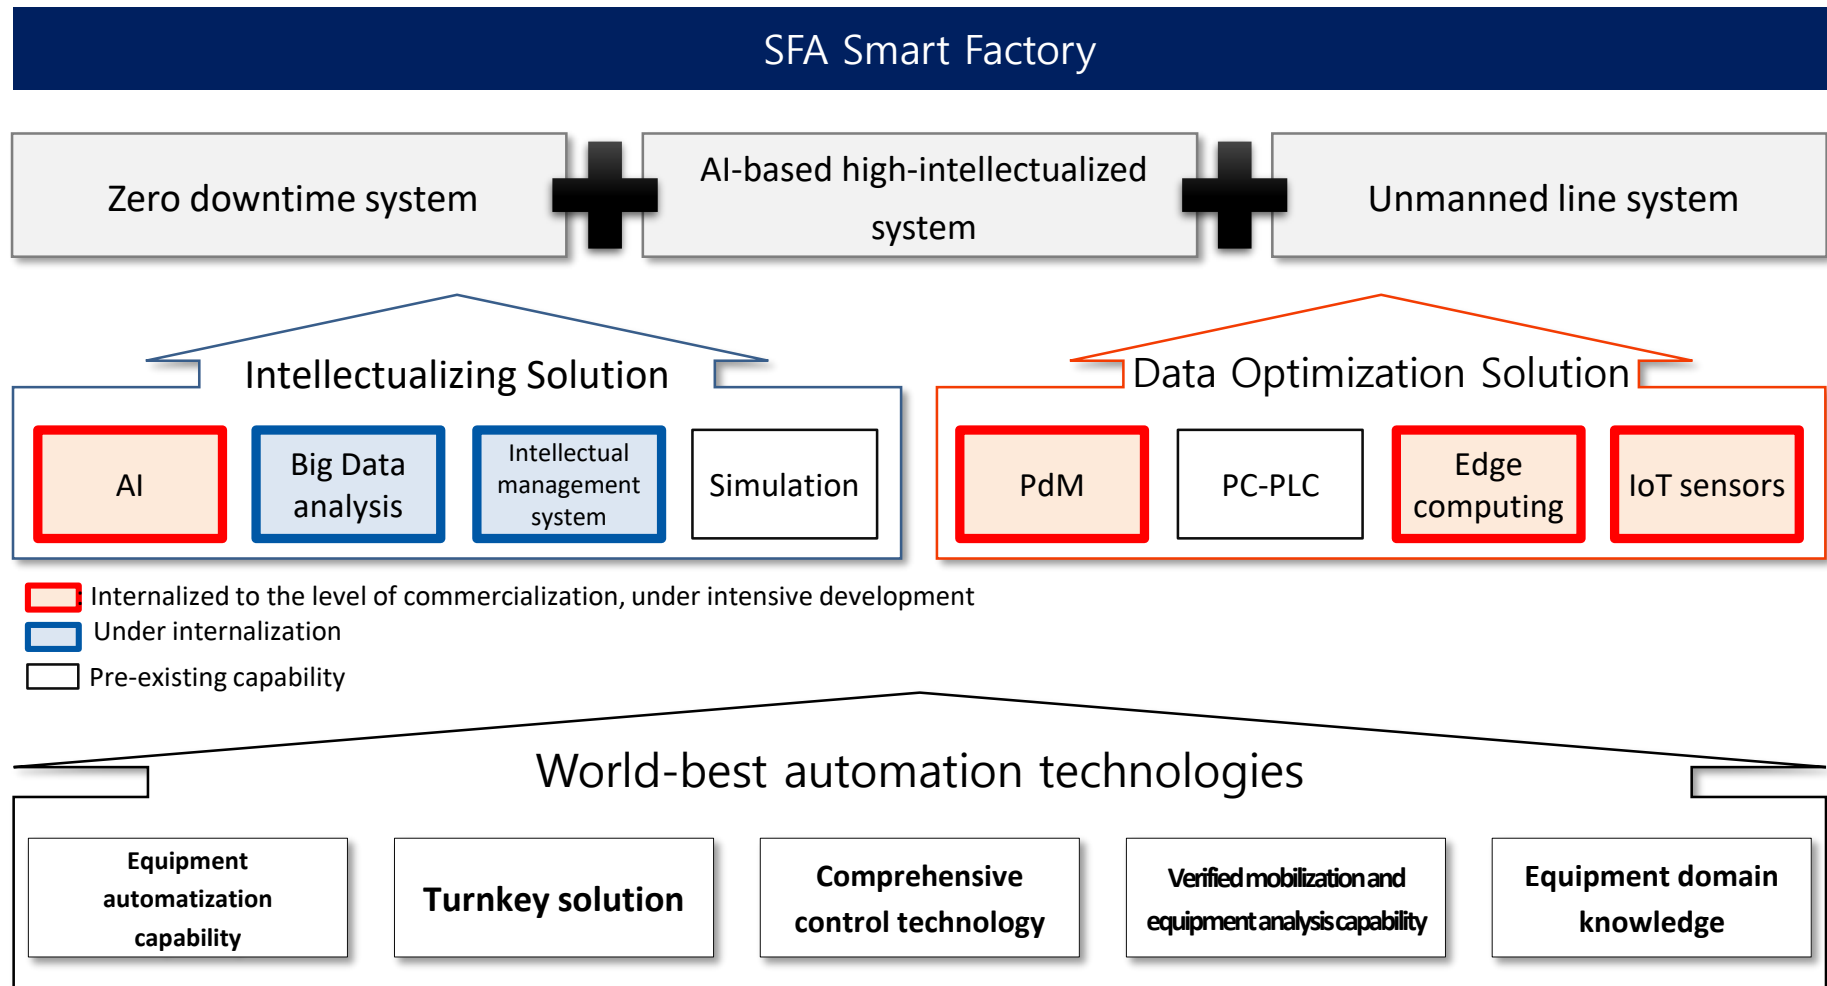 SFA Smart Factory
Zero downtime system
AI-based high-intellectualized
system
Unmanned line system
Intellectualizing Solution
AI
Big Data
analysis
Intellectual
management
system
Simulation
Data Optimization Solution
PdM
PC-PLC
Edge
computing
IoT sensors
: Internalized to the level of commercialization, under intensive development
Under internalization
Pre-existing capability
World-best automation technologies
Equipment
automatization
capability
Turnkey solution
Comprehensive
control technology
Verified mobilization and
equipment analysis capability
Equipment domain
knowledge